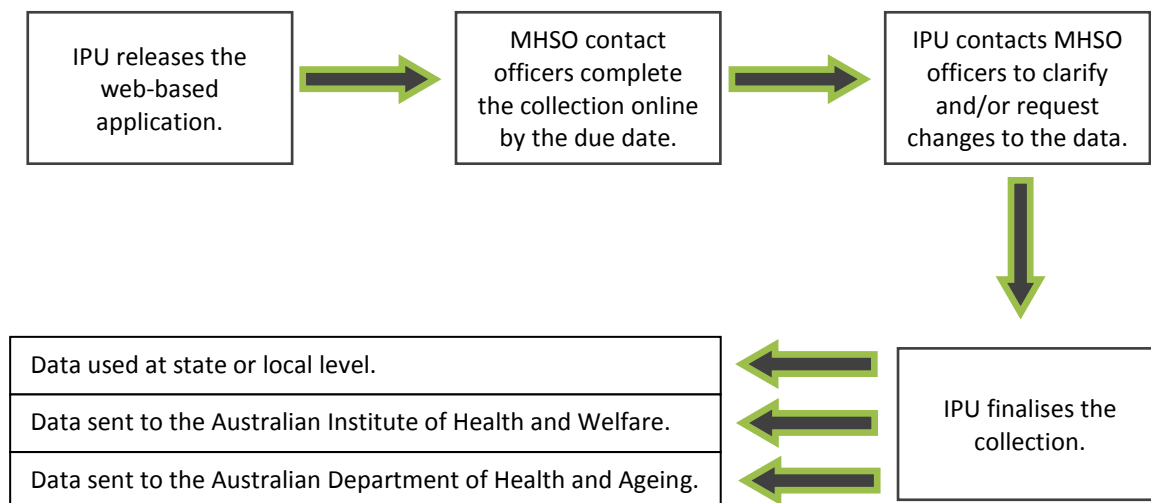 IPU releases the
web-based
application.
MHSO contact
officers complete
the collection online
by the due date.
IPU contacts MHSO
officers to clarify
and/or request
changes to the data.
IPU finalises the
collection.
Data used at state or local level.
Data sent to the Australian Institute of Health and Welfare.
Data sent to the Australian Department of Health and Ageing.